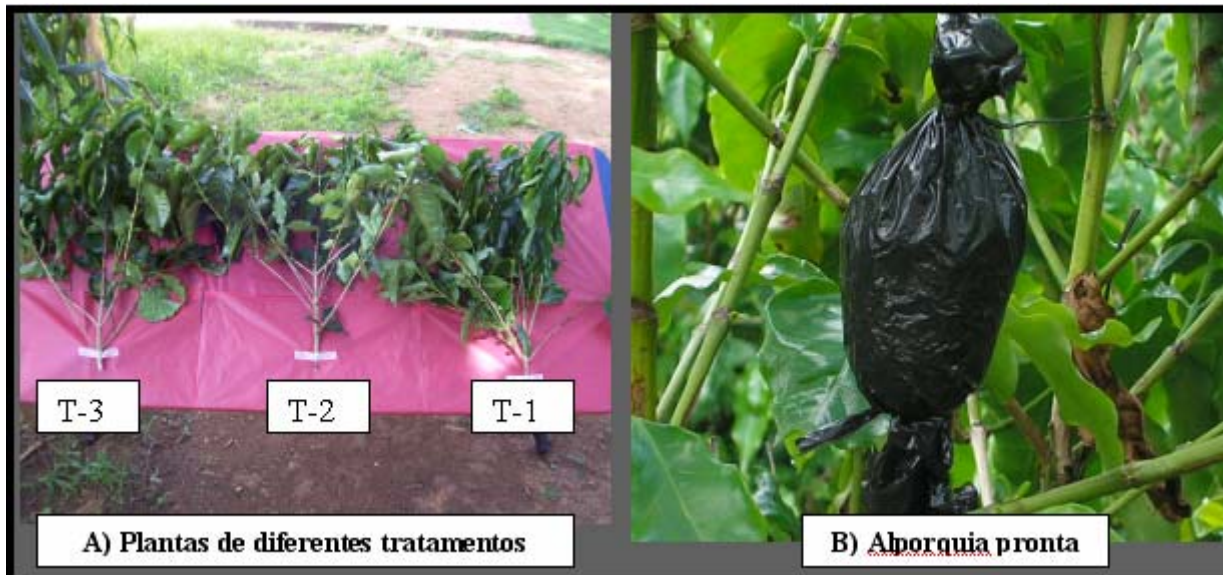 T-3
T-2
T-1
A) Plantas de diferentes tratamentos
B) Alporquia pronta